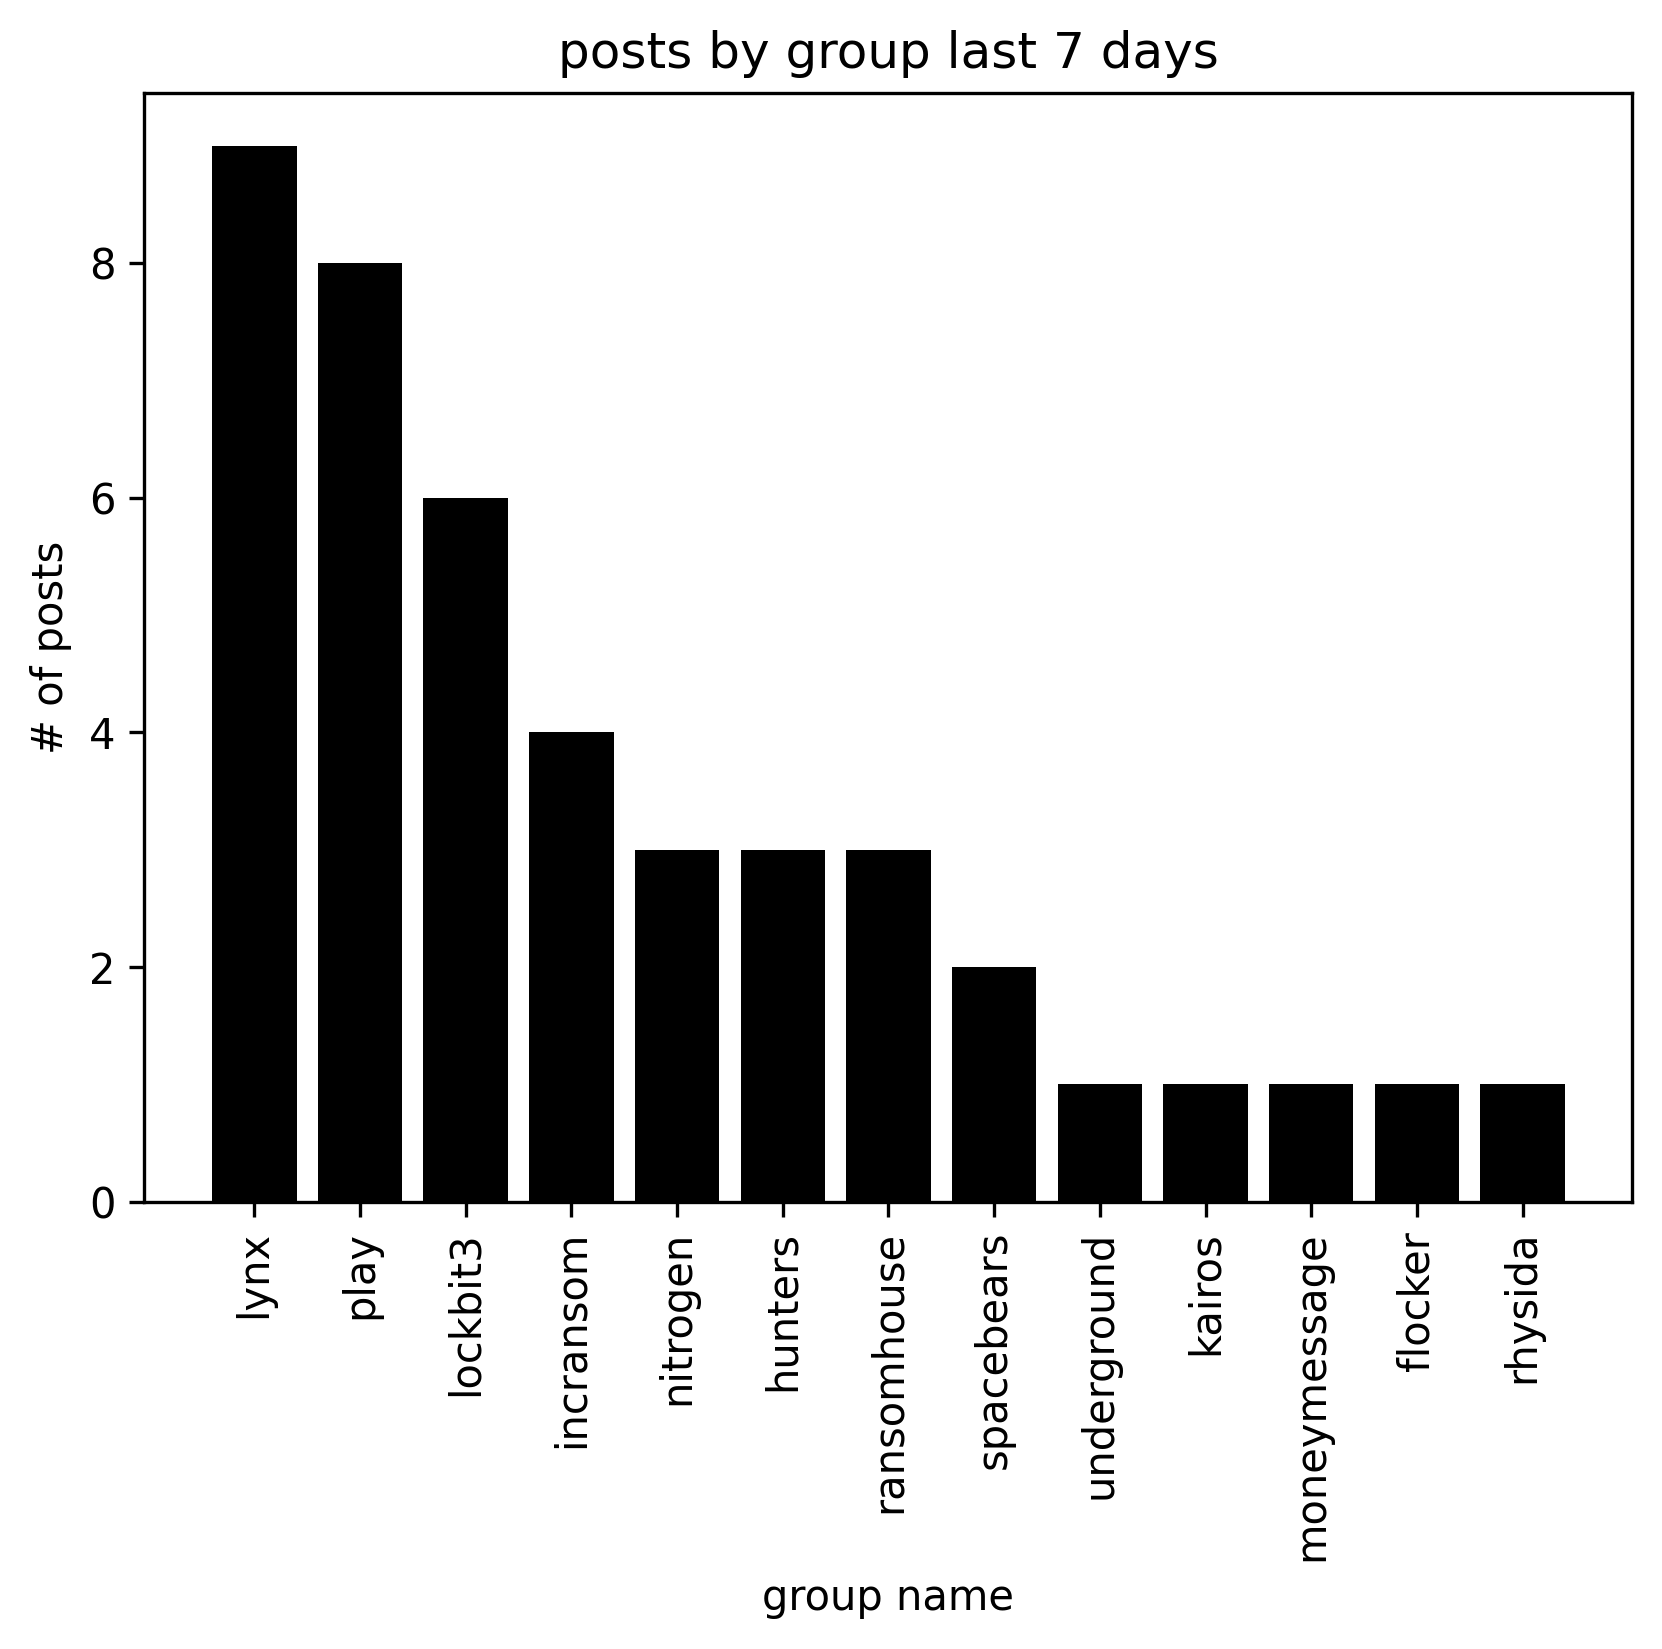 posts by group last 7 days
# of posts
8
6
4
2
0
lynx
play
lockbit3
incransom
nitrogen
hunters
ransomhouse
spacebears
underground
kairos
moneymessage
flocker
rhysida
group name